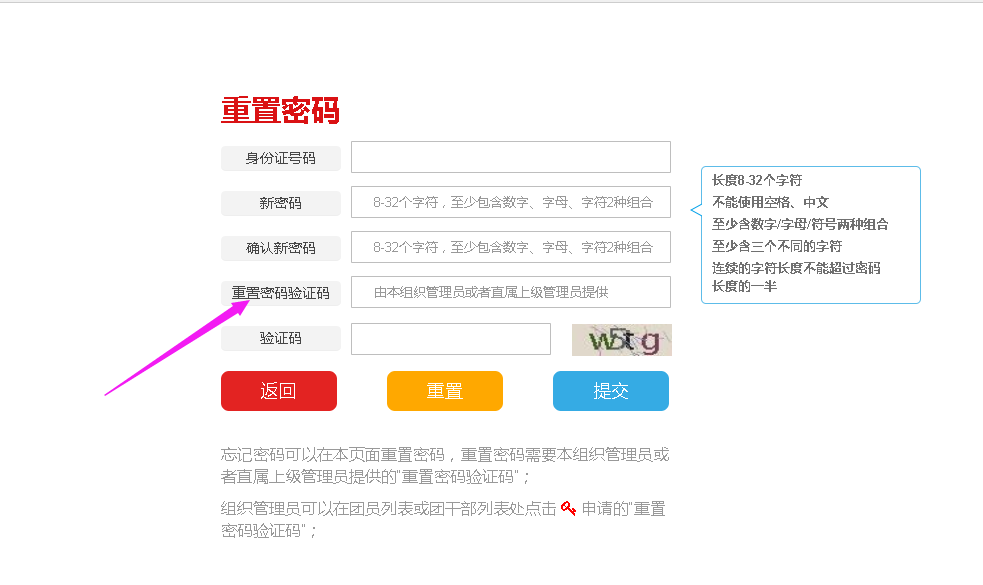 重置密码
身份证号码
新密码
8-32个字符，至少包含数字、字母、字符2种组合
确认新密码
8-32个字符，至少包含数字、字母、字符2种组合
重置密码验证码
由本组织管理员或者直属上级管理员提供
验证码
返回
重置
提交
长度8-32个字符
不能使用空格、中文
至少含数字/字母/符号两种组合
至少含三个不同的字符
连续的字符长度不能超过密码
长度的一半
忘记密码可以在本页面重置密码，重置密码需要本组织管理员或
者直属上级管理员提供的"重置密码验证码"；
组织管理员可以在团员列表或团干部列表处点击 申请的"重置
密码验证码"；